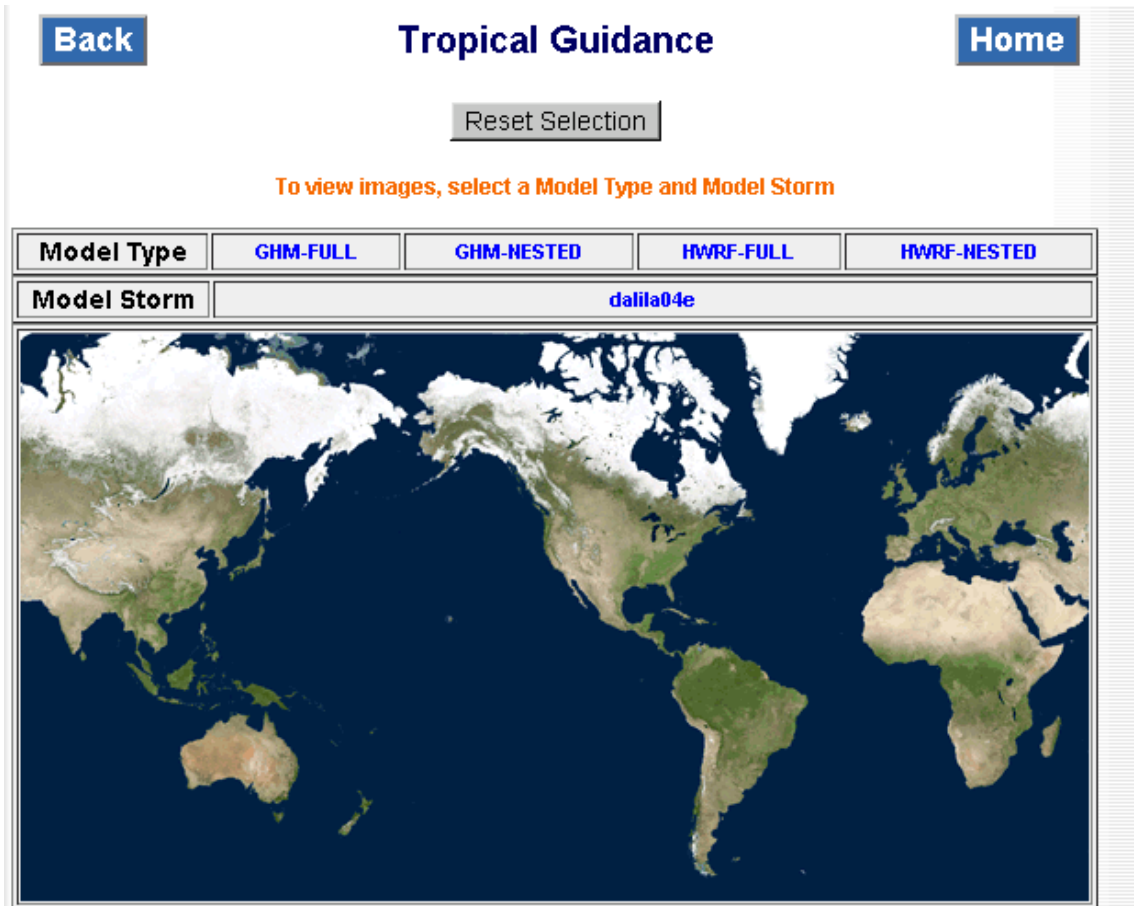 Back Tropical Guidance Home
Reset Selection
To view images, select a Model Type and Model Storm
Model Type GHM-FULL GHM-NESTED HWRF-FULL HWRF-NESTED
Model Storm dalila04e